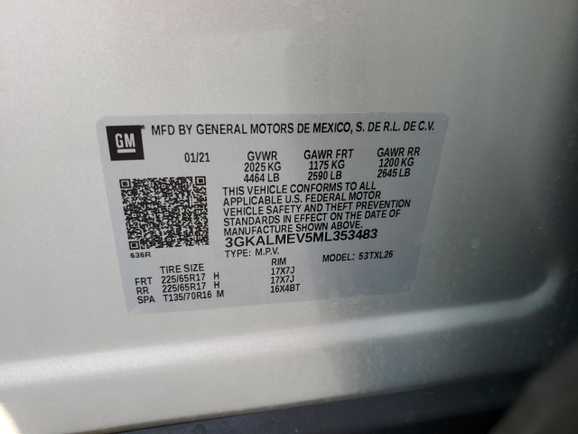 GM
MFD BY GENERAL MOTORS DE MEXICO, S. DE R.L. DE C.V.
01/21 GVWR GAWR FRT GAWR RR
2025 KG 1175 KG 1200 KG
4464 LB 2590 LB 2645 LB
THIS VEHICLE CONFORMS TO ALL
APPLICABLE U.S. FEDERAL MOTOR
VEHICLE SAFETY AND THEFT PREVENTION
STANDARDS IN EFFECT ON THE DATE OF
MANUFACTURE SHOWN ABOVE.
3GKALMEV5ML353483
636R
TYPE: M.P.V. MODEL: 53TXL26
TIRE SIZE RIM
FRT 225/65R17 H 17X7J
RR 225/65R17 H 17X7J
SPA T135/70R16 M 16X4BT